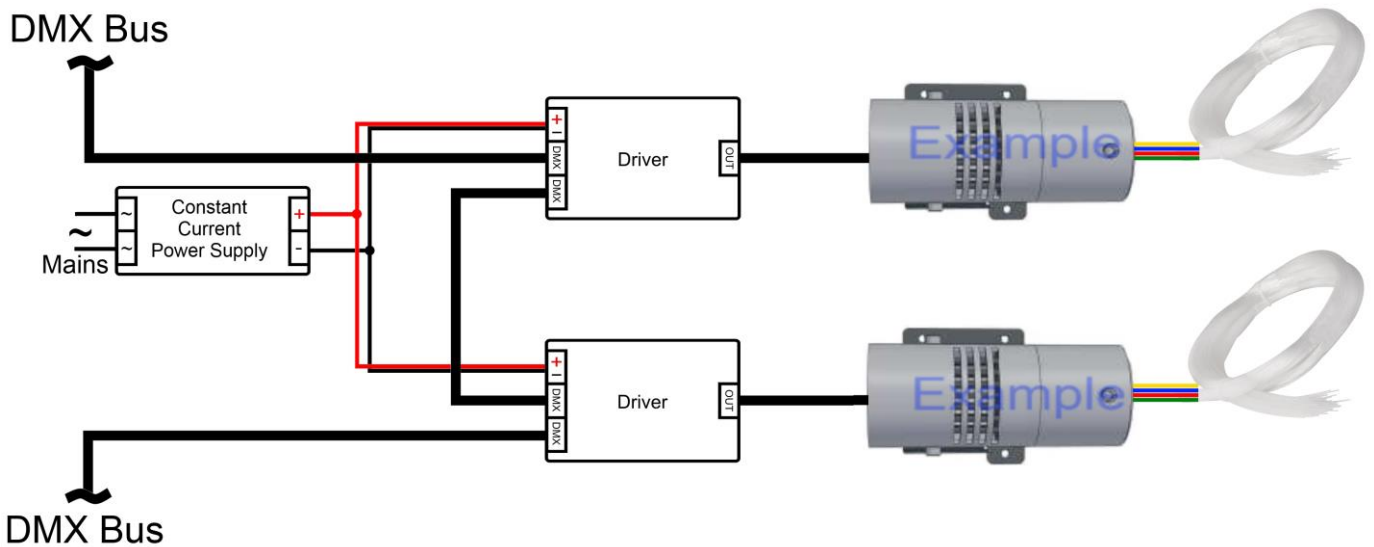 DMX Bus
+
–
DMX
DMX
Driver
OUT
Example
~
~
Constant
Current
Power Supply
+
-
~
Mains
+
–
DMX
DMX
Driver
OUT
Example
DMX Bus